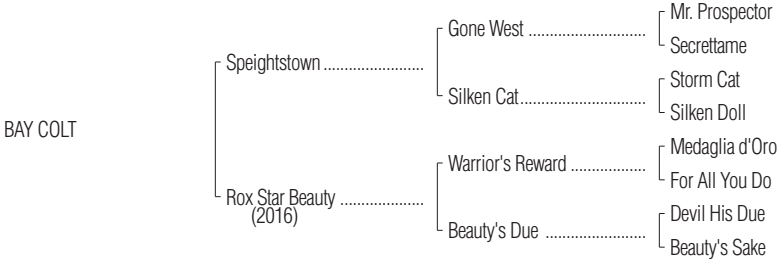 Mr. Prospector
Gone West ..........................
Secrettame
Speightstown .......................
Storm Cat
Silken Cat............................
Silken Doll
BAY COLT
Medaglia d'Oro
Warrior's Reward .................
For All You Do
Rox Star Beauty ...................
(2016)
Devil His Due
Beauty's Due .......................
Beauty's Sake